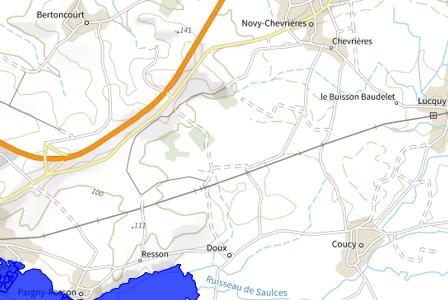 Bertoncourt
Novy-Chevrières
.141
Chevrières
le Buisson Baudelet
Lucquy
100
.111
Resson
Doux
Coucy
Ruisseau de Saulces
Pargny-Resson